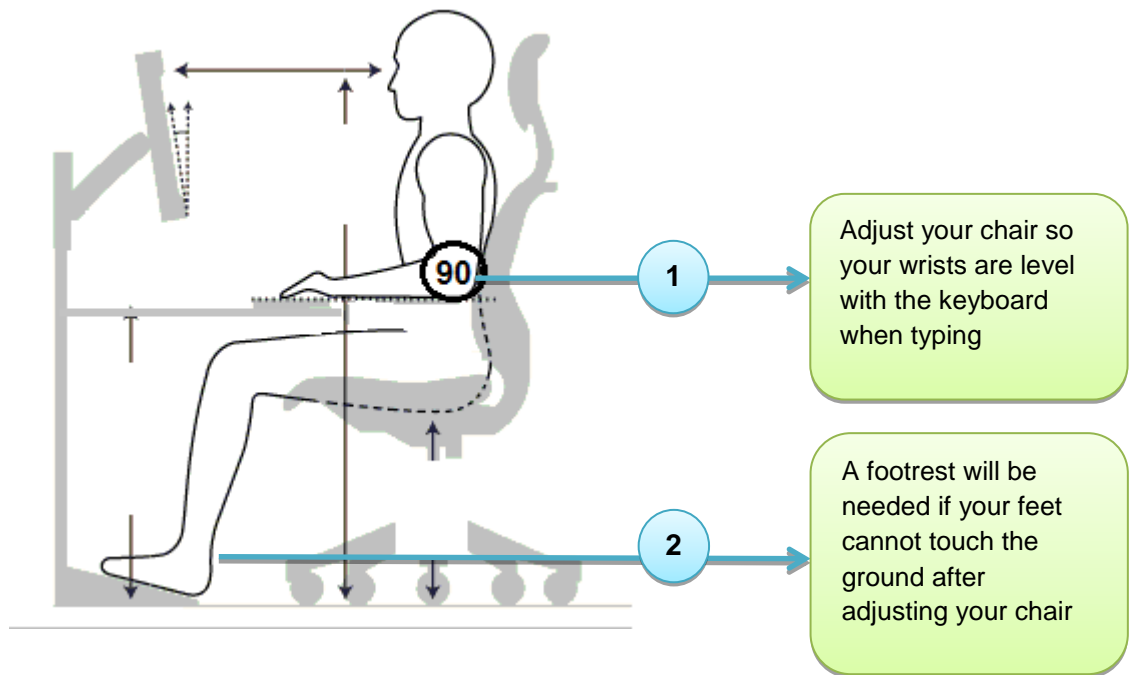 90
1
Adjust your chair so
your wrists are level
with the keyboard
when typing
2
A footrest will be
needed if your feet
cannot touch the
ground after
adjusting your chair